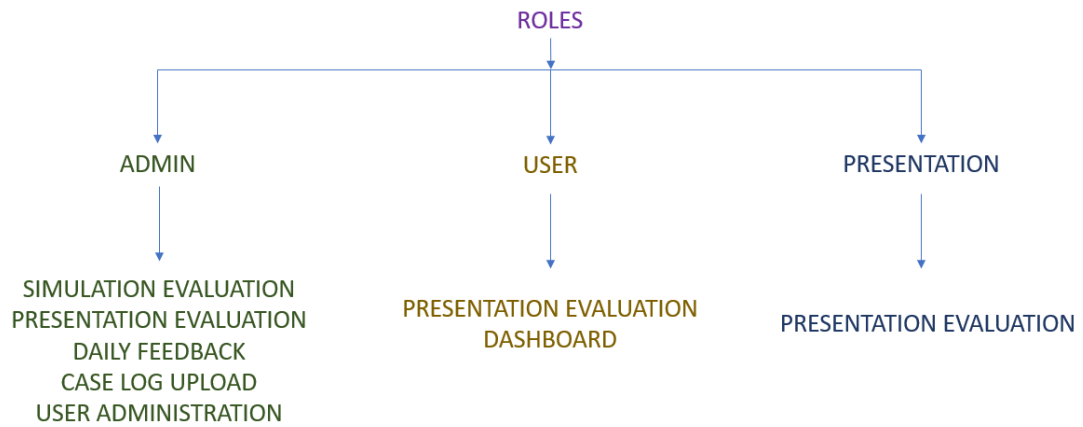 ROLES
ADMIN
USER
PRESENTATION
SIMULATION EVALUATION
PRESENTATION EVALUATION
DAILY FEEDBACK
CASE LOG UPLOAD
USER ADMINISTRATION
PRESENTATION EVALUATION
DASHBOARD
PRESENTATION EVALUATION